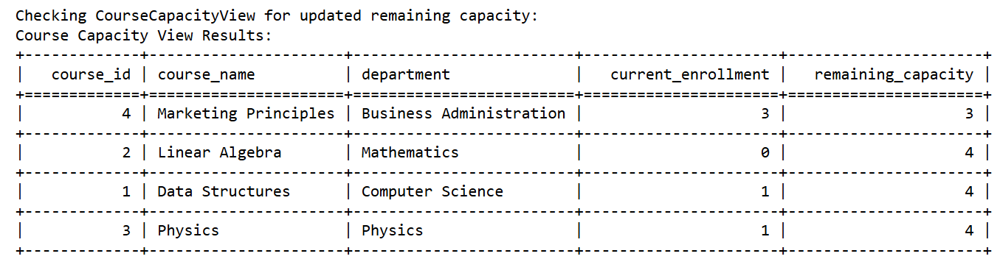 Checking CourseCapacityView for updated remaining capacity:
Course Capacity View Results:
+-------------+----------------------+-------------------------+----------------------+----------------------+
|   course_id | course_name          | department              |   current_enrollment |   remaining_capacity |
+=============+======================+=========================+======================+======================+
|           4 | Marketing Principles | Business Administration |                    3 |                    3 |
+-------------+----------------------+-------------------------+----------------------+----------------------+
|           2 | Linear Algebra       | Mathematics             |                    0 |                    4 |
+-------------+----------------------+-------------------------+----------------------+----------------------+
|           1 | Data Structures      | Computer Science        |                    1 |                    4 |
+-------------+----------------------+-------------------------+----------------------+----------------------+
|           3 | Physics              | Physics                 |                    1 |                    4 |
+-------------+----------------------+-------------------------+----------------------+----------------------+